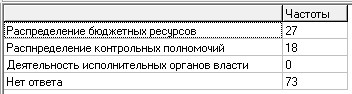 Частоты
Распределение бюджетных ресурсов 27
Распнределение контрольных полномочий 18
Деятельность исполнительных органов власти 0
Нет ответа 73